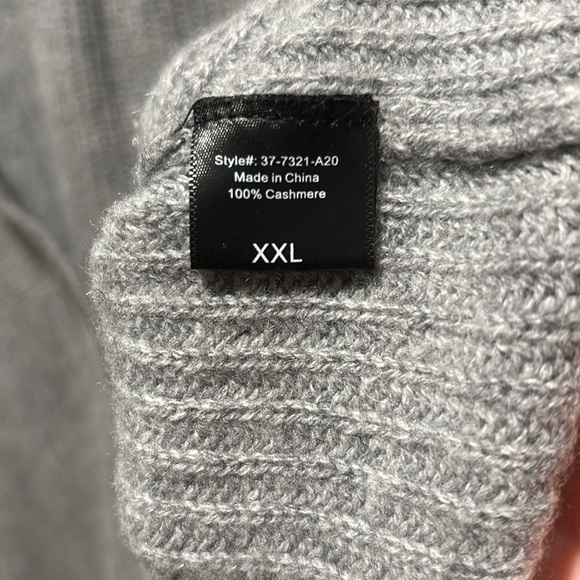 Style#: 37-7321-A20
Made in China
100% Cashmere
XXL